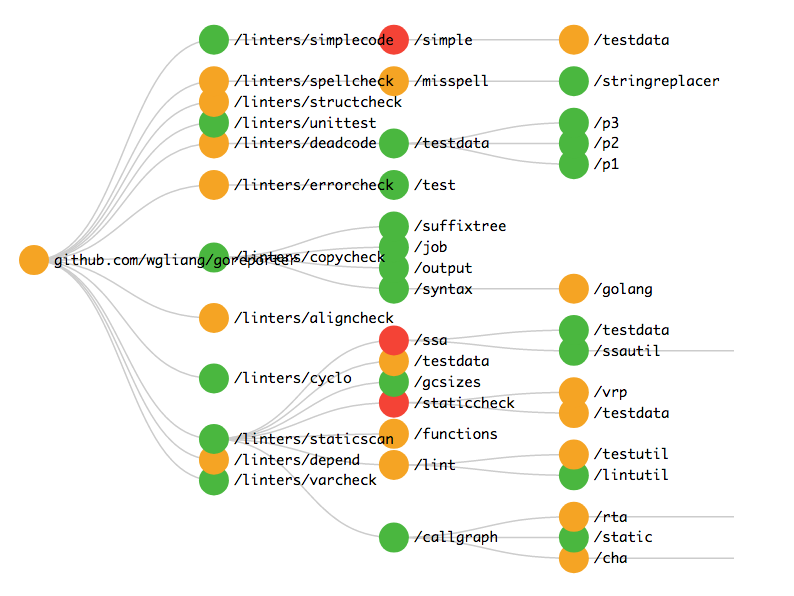 /linters/simplecode
/simple
/testdata
/linters/spellcheck
/misspell
/stringreplacer
/linters/structcheck
/linters/unittest
/p3
/linters/deadcode
/testdata
/p2
/p1
/linters/errorcheck
/test
/suffixtree
/job
github.com/wgliang/goreporter
/linters/copycheck
/output
/syntax
/golang
/linters/aligncheck
/testdata
/ssa
/ssautil
/testdata
/linters/cyclo
/gcsizes
/vrp
/staticcheck
/testdata
/functions
/linters/staticscan
/testutil
/linters/depend
/lint
/lintutil
/linters/varcheck
/rta
/callgraph
/static
/cha